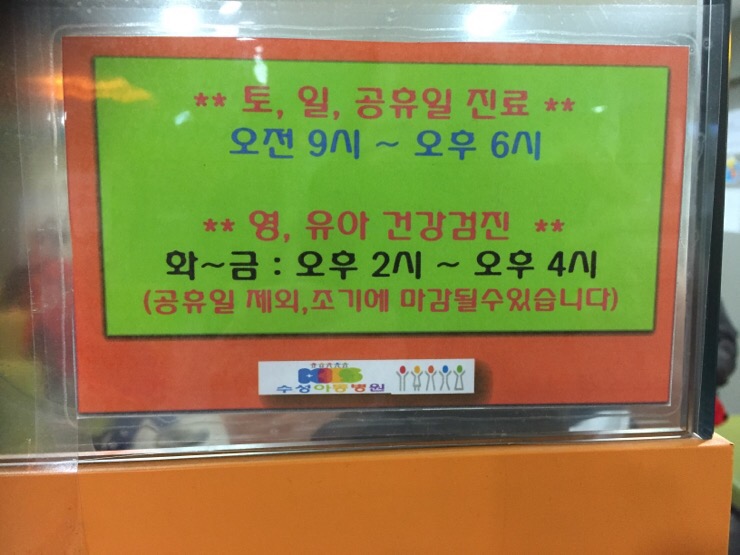 ** 토, 일, 공휴일 진료 **
오전 9시 ~ 오후 6시
** 영, 유아 건강검진 **
화~금 : 오후 2시 ~ 오후 4시
(공휴일 제외,조기에 마감될수있습니다)
KIDS
수성아동병원